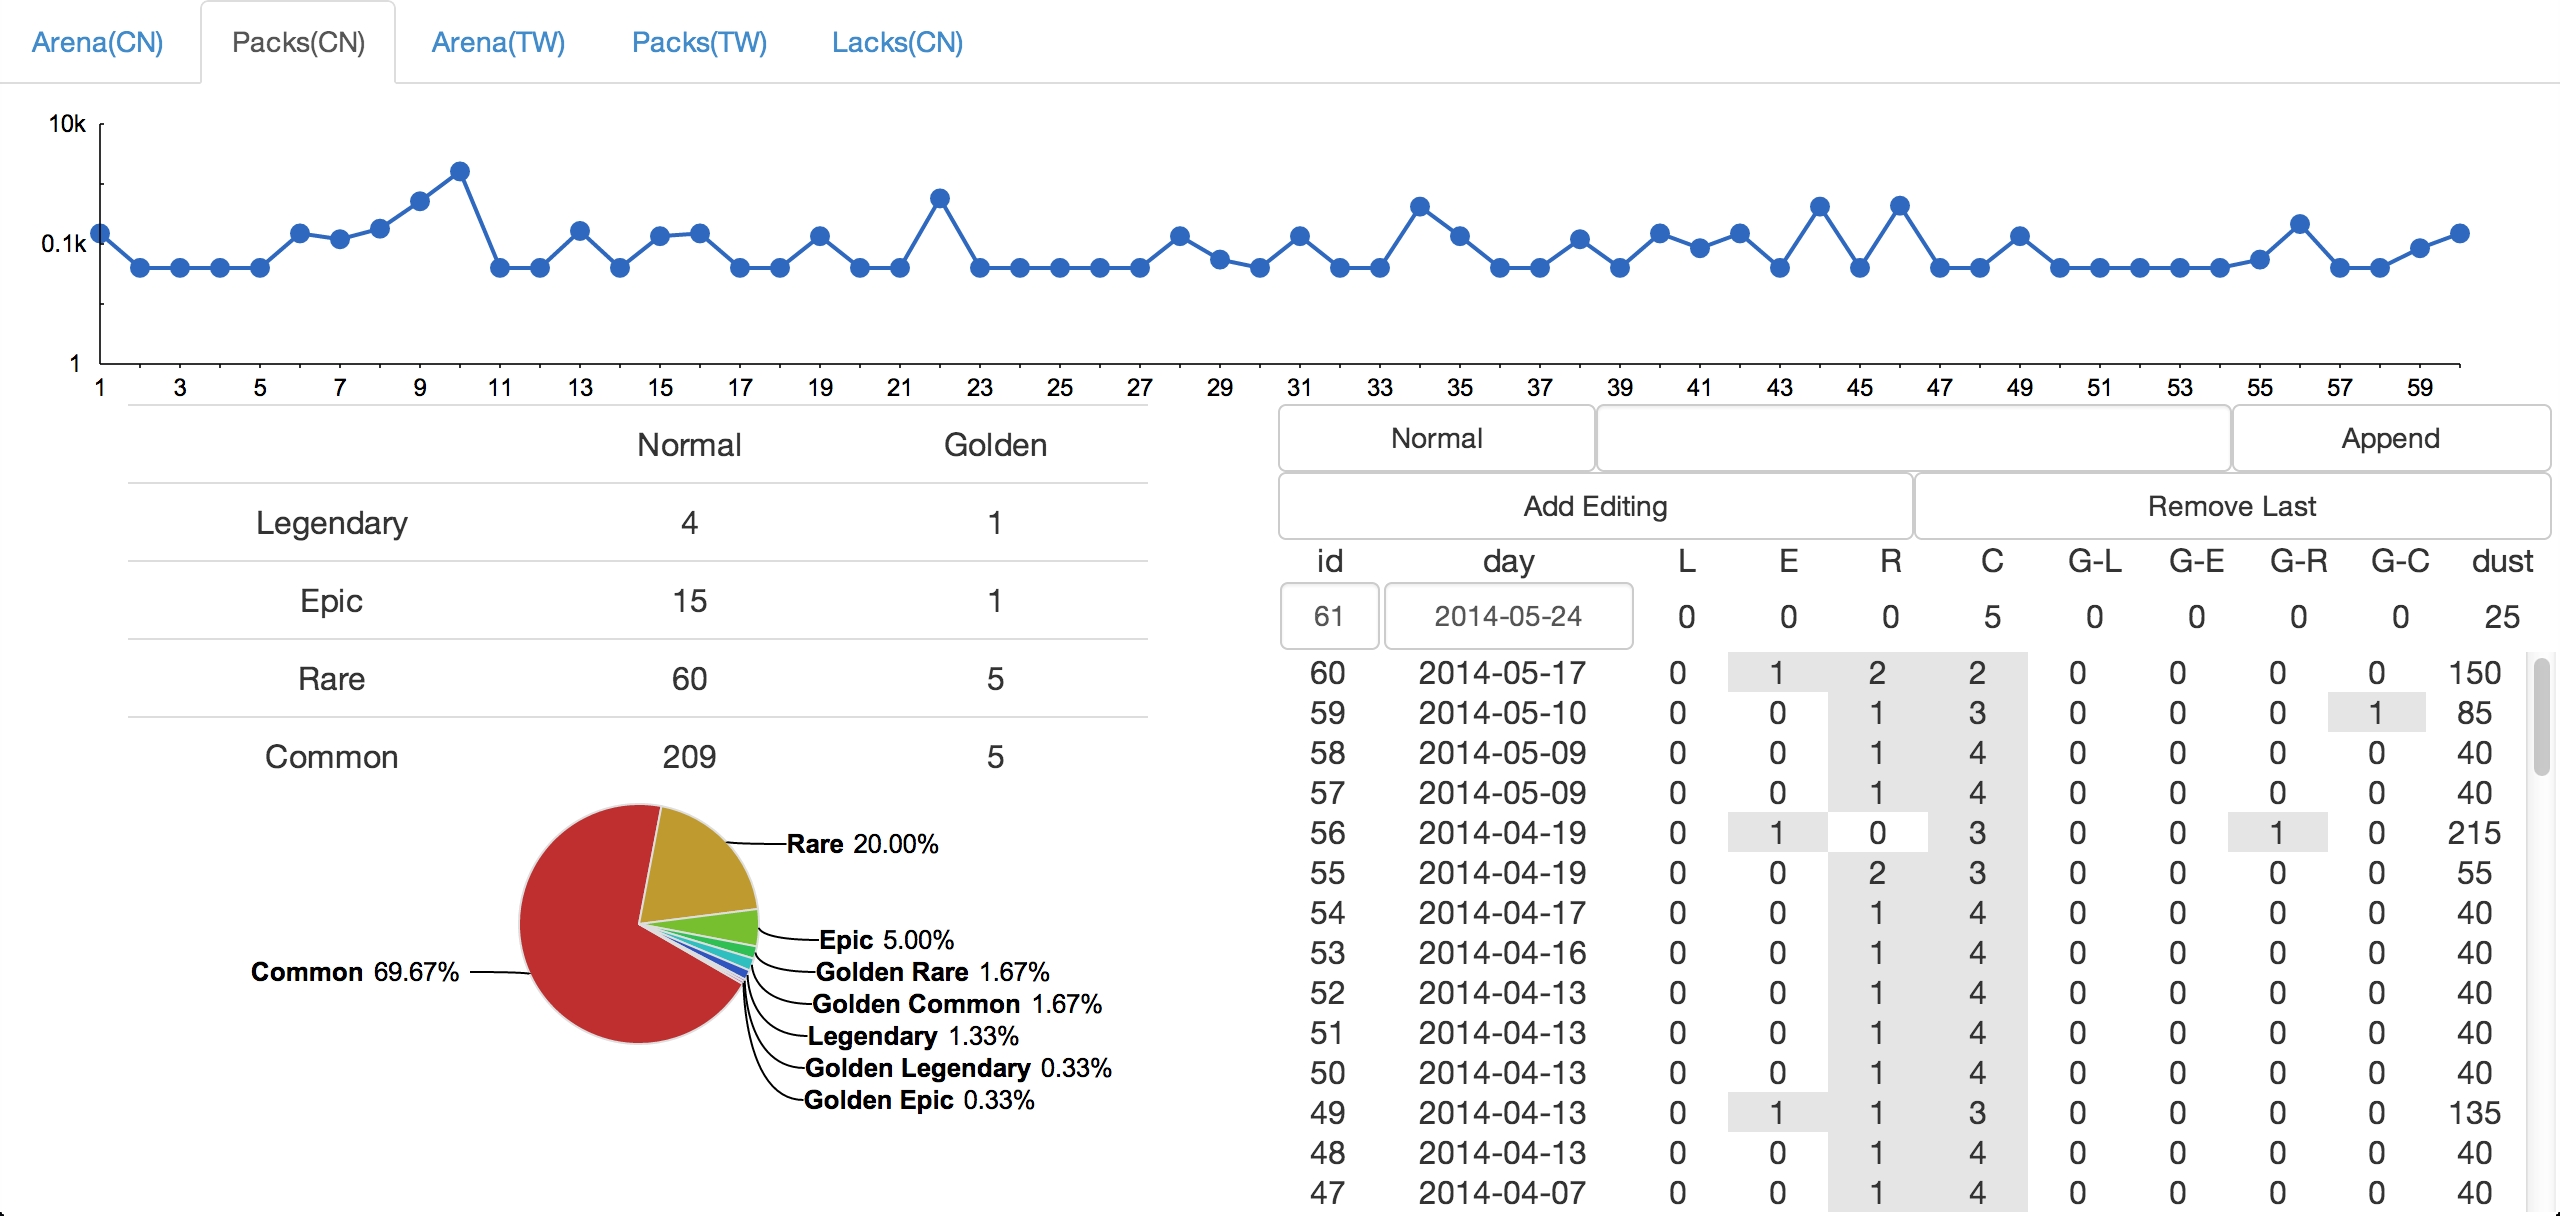 Arena(CN) Packs(CN) Arena(TW) Packs(TW) Lacks(CN)
10k
0.1k
1
1 3 5 7 9 11 13 15 17 19 21 23 25 27 29 31 33 35 37 39 41 43 45 47 49 51 53 55 57 59
Normal Golden
Legendary 4 1
Epic 15 1
Rare 60 5
Common 209 5
Rare 20.00%
Epic 5.00%
Common 69.67%
Golden Rare 1.67%
Golden Common 1.67%
Legendary 1.33%
Golden Legendary 0.33%
Golden Epic 0.33%
Normal Append
Add Editing Remove Last
id day L E R C G-L G-E G-R G-C dust
61 2014-05-24 0 0 0 5 0 0 0 0 25
60 2014-05-17 0 1 2 2 0 0 0 0 150
59 2014-05-10 0 0 1 3 0 0 0 1 85
58 2014-05-09 0 0 1 4 0 0 0 0 40
57 2014-05-09 0 0 1 4 0 0 0 0 40
56 2014-04-19 0 1 0 3 0 0 1 0 215
55 2014-04-19 0 0 2 3 0 0 0 0 55
54 2014-04-17 0 0 1 4 0 0 0 0 40
53 2014-04-16 0 0 1 4 0 0 0 0 40
52 2014-04-13 0 0 1 4 0 0 0 0 40
51 2014-04-13 0 0 1 4 0 0 0 0 40
50 2014-04-13 0 0 1 4 0 0 0 0 40
49 2014-04-13 0 1 1 3 0 0 0 0 135
48 2014-04-13 0 0 1 4 0 0 0 0 40
47 2014-04-07 0 0 1 4 0 0 0 0 40